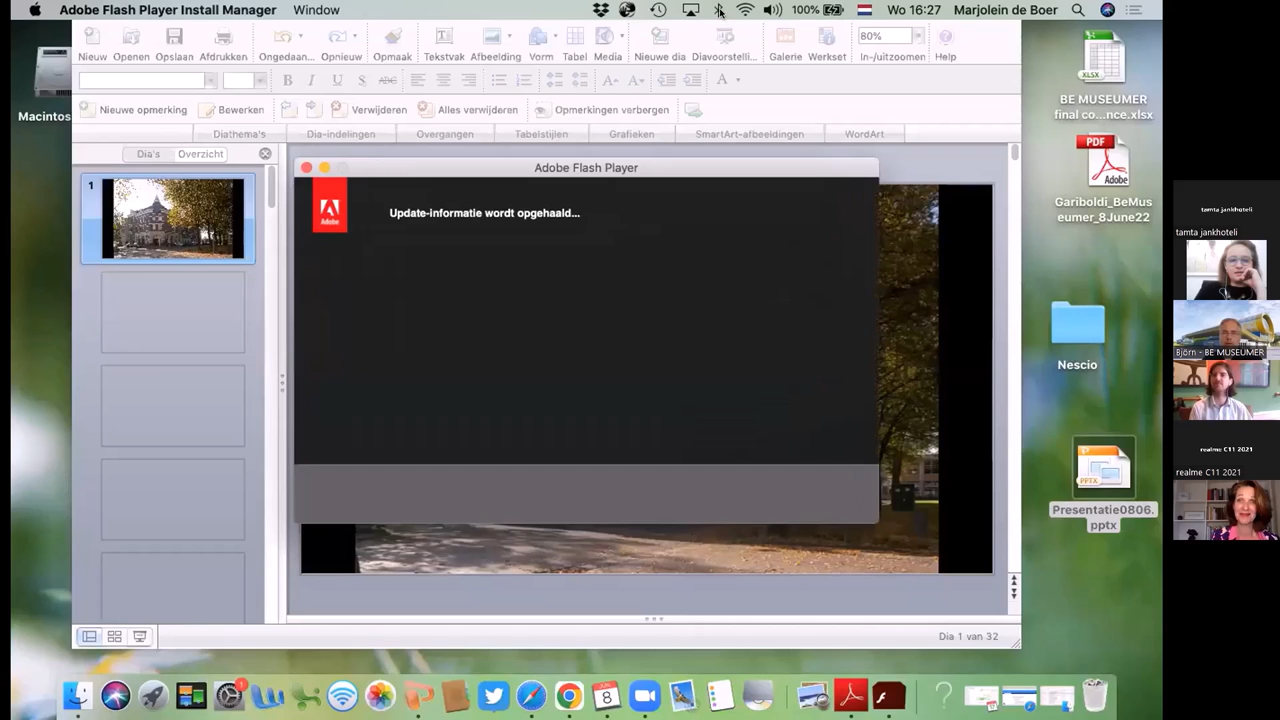 Adobe Flash Player Install Manager Window 100% Wo 16:27 Marjolein de Boer
Nieuw Openen Opslaan Afdrukken Ongedaan... Opnieuw Opmaak Tekstvak Afbeelding Vorm Tabel Media Nieuwe dia Diavoorstelli... Galerie Werkset 80% In-/uitzoomen Help
B I U ABC A A A
Nieuwe opmerking Bewerken Verwijderen Alles verwijderen Opmerkingen verbergen
Diathema's Dia-indelingen Overgangen Tabelstijlen Grafieken SmartArt-afbeeldingen WordArt
Dia's Overzicht
1
Macintos
Adobe Flash Player
Adobe
Update-informatie wordt opgehaald...
Dia 1 van 32
XLSX
BE MUSEUMER
final co...nce.xlsx
PDF
Adobe
Gariboldi_BeMus
eumer_8June22
Nescio
PPTX
Presentatie0806.
pptx
tamta jankhoteli
tamta jankhoteli
Björn - BE MUSEUMER
realme C11 2021
realme C11 2021
1
8